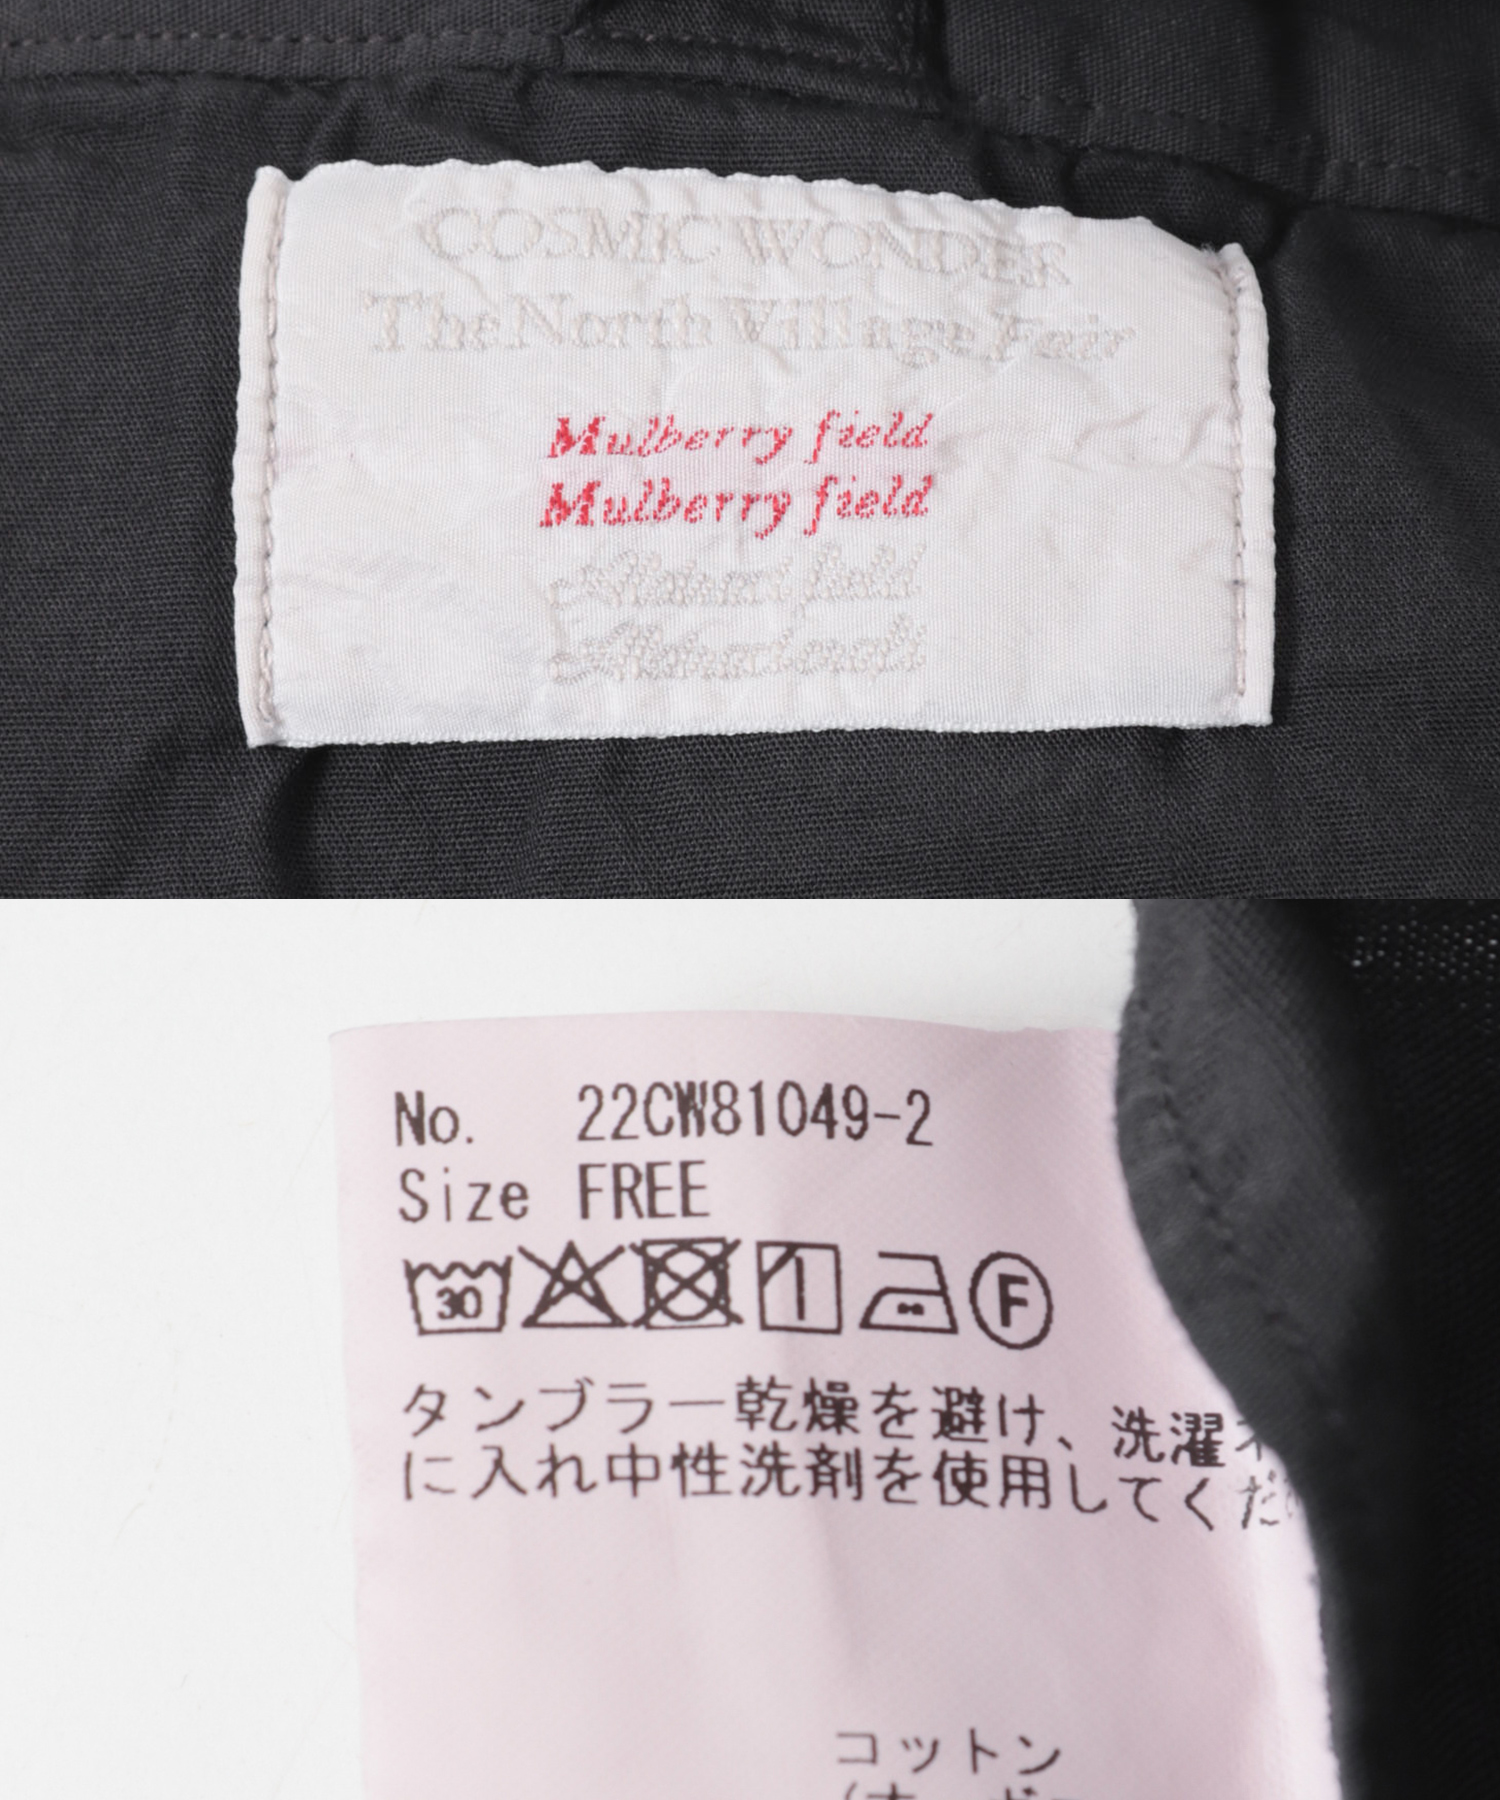 COSMIC WONDER
The North Village Fair
Mulberry field
Mulberry field
No. 22CW81049-2
Size FREE
30
F
タンブラー乾燥を避け、洗濯ネ
に入れ中性洗剤を使用してくださ
コットン